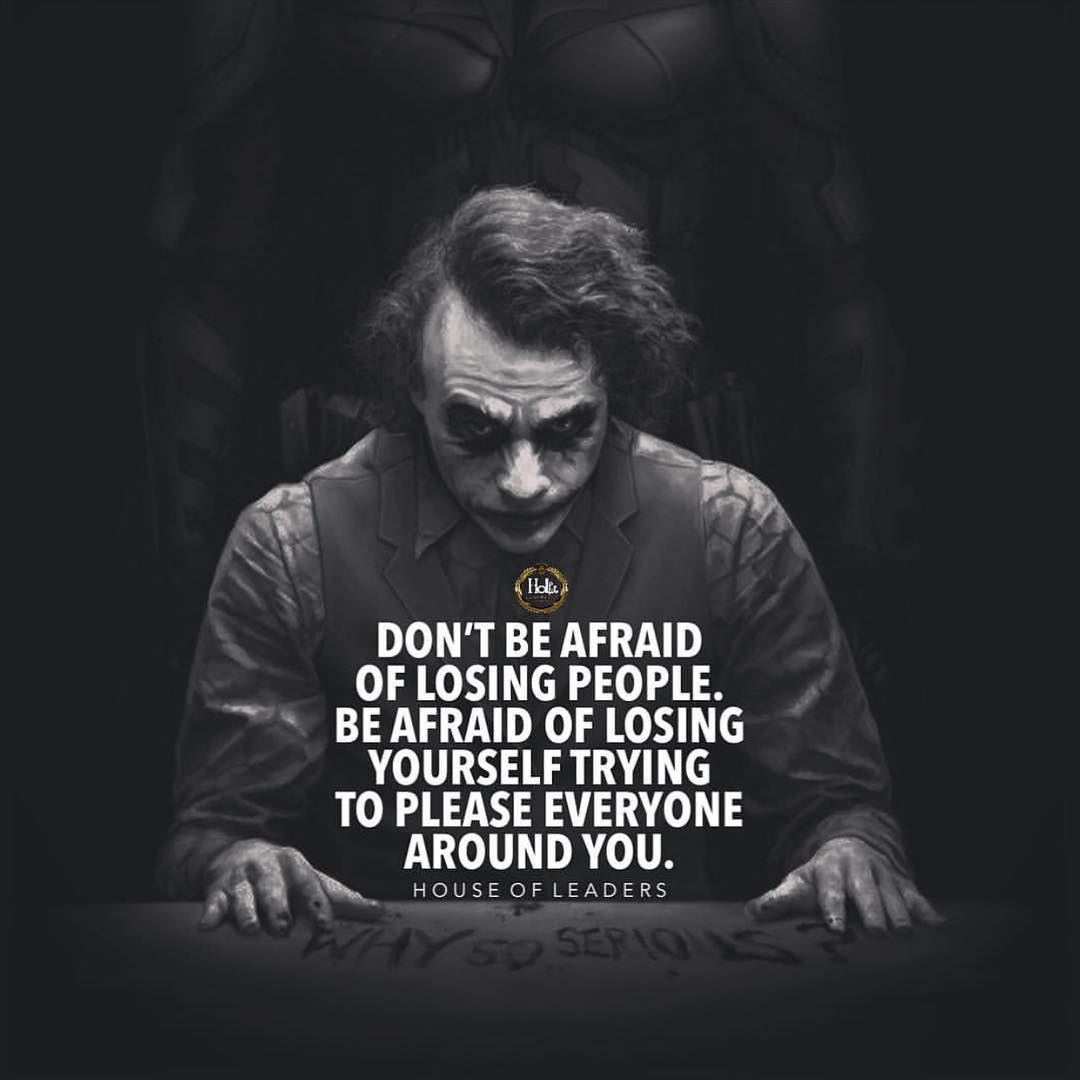 HoLfe
DON'T BE AFRAID
OF LOSING PEOPLE.
BE AFRAID OF LOSING
YOURSELF TRYING
TO PLEASE EVERYONE
AROUND YOU.
HOUSE OF LEADERS
WHY SO SERIOUS?